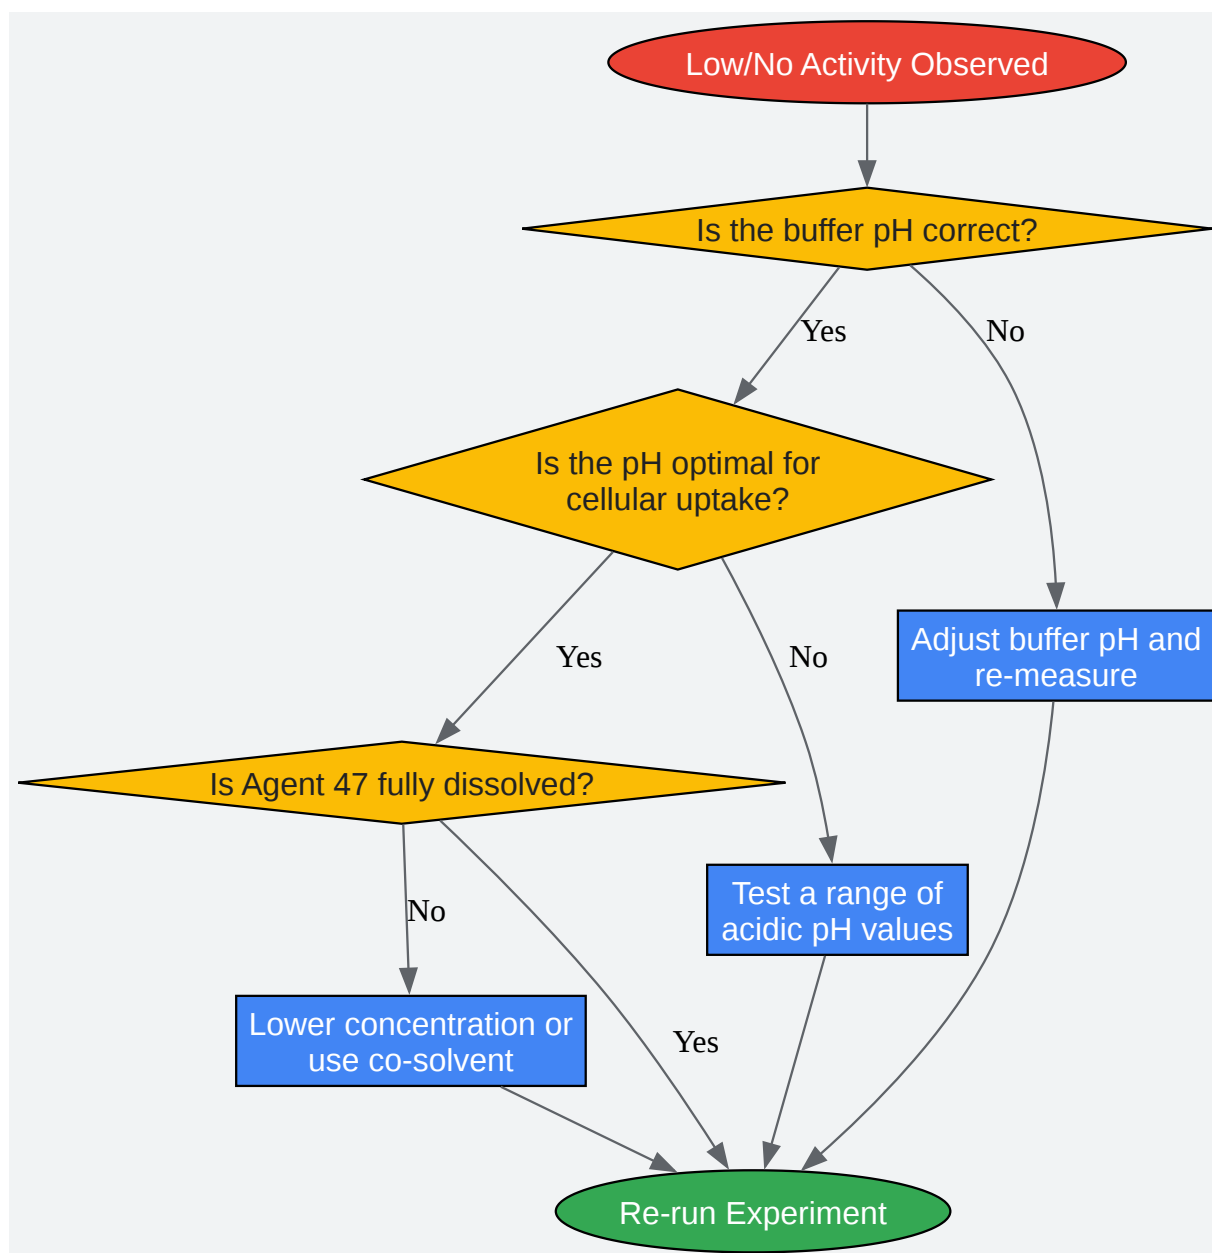 Low/No Activity Observed
Is the buffer pH correct?
Yes
No
Is the pH optimal for
cellular uptake?
Yes
No
Adjust buffer pH and
re-measure
Is Agent 47 fully dissolved?
No
Yes
Test a range of
acidic pH values
Lower concentration or
use co-solvent
Re-run Experiment